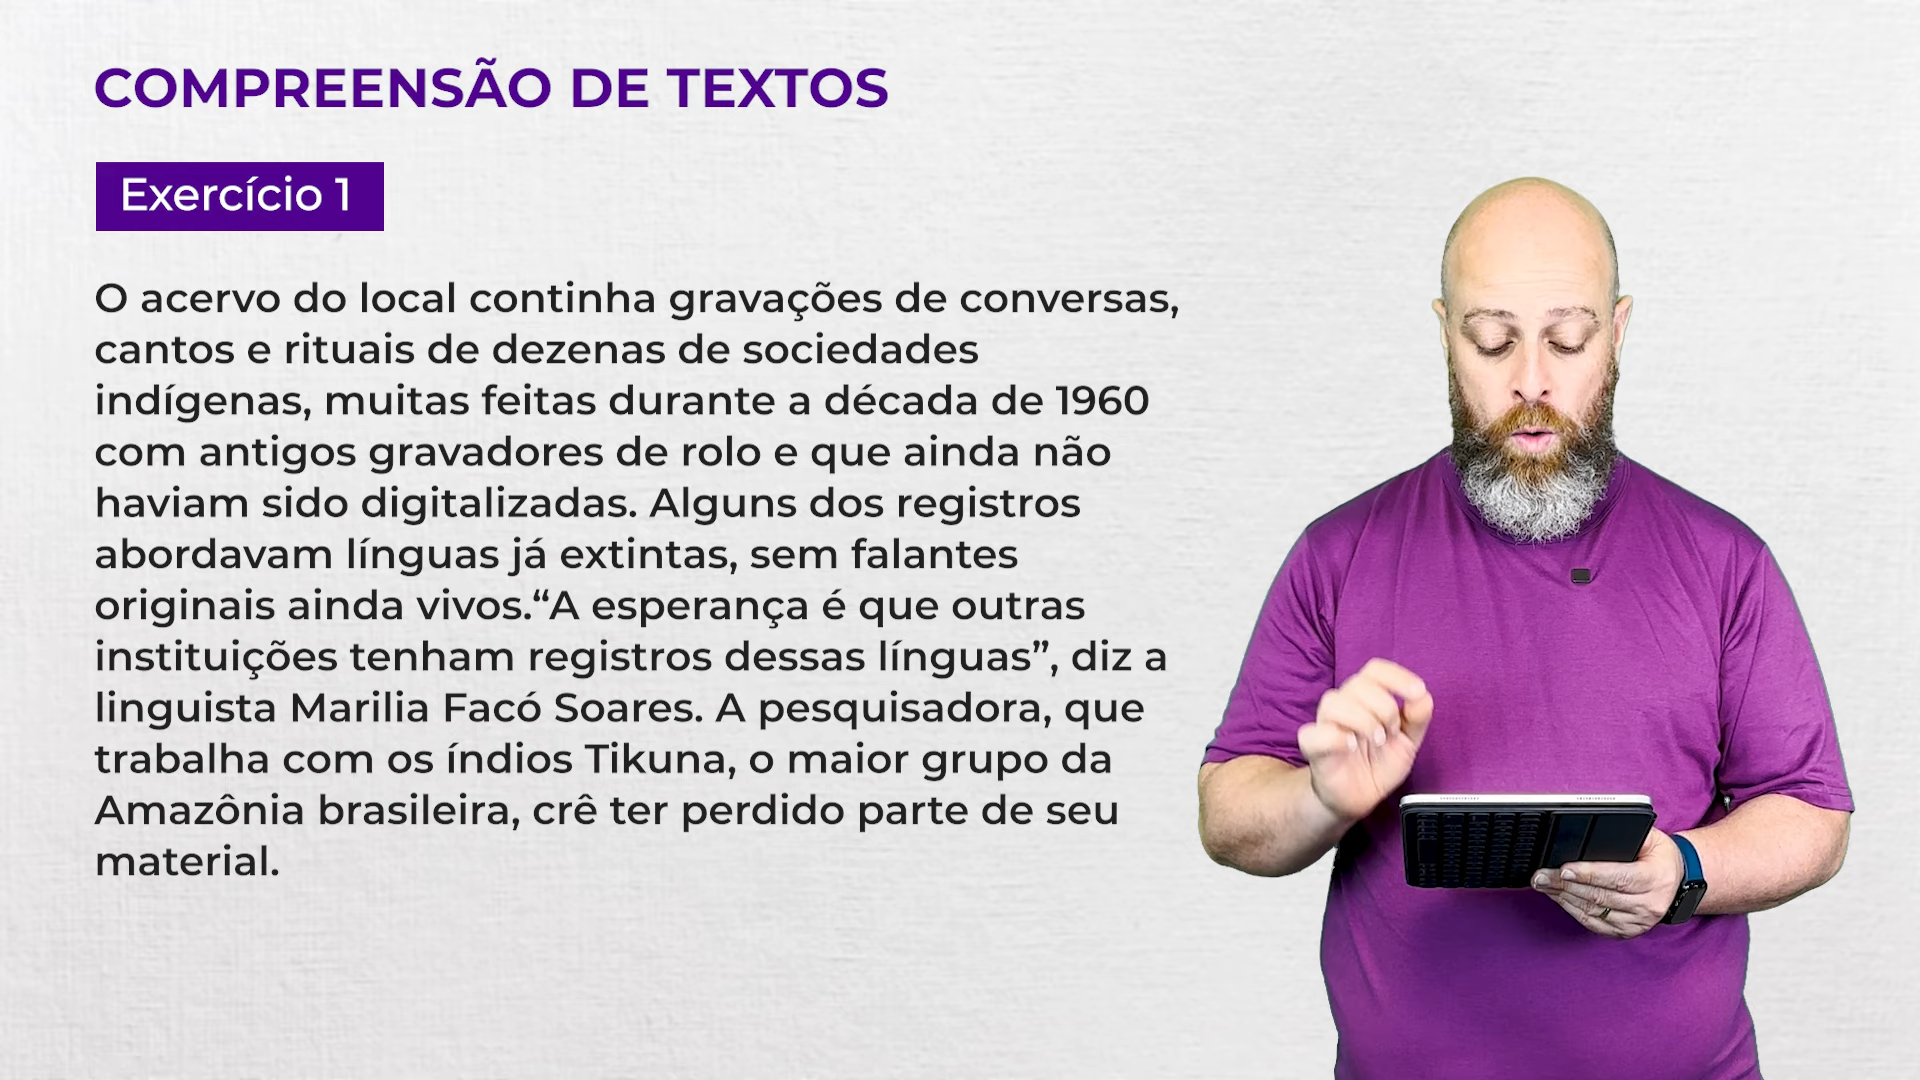 COMPREENSÃO DE TEXTOS
Exercício 1
O acervo do local continha gravações de conversas,
cantos e rituais de dezenas de sociedades
indígenas, muitas feitas durante a década de 1960
com antigos gravadores de rolo e que ainda não
haviam sido digitalizadas. Alguns dos registros
abordavam línguas já extintas, sem falantes
originais ainda vivos.“A esperança é que outras
instituições tenham registros dessas línguas”, diz a
linguista Marilia Facó Soares. A pesquisadora, que
trabalha com os índios Tikuna, o maior grupo da
Amazônia brasileira, crê ter perdido parte de seu
material.